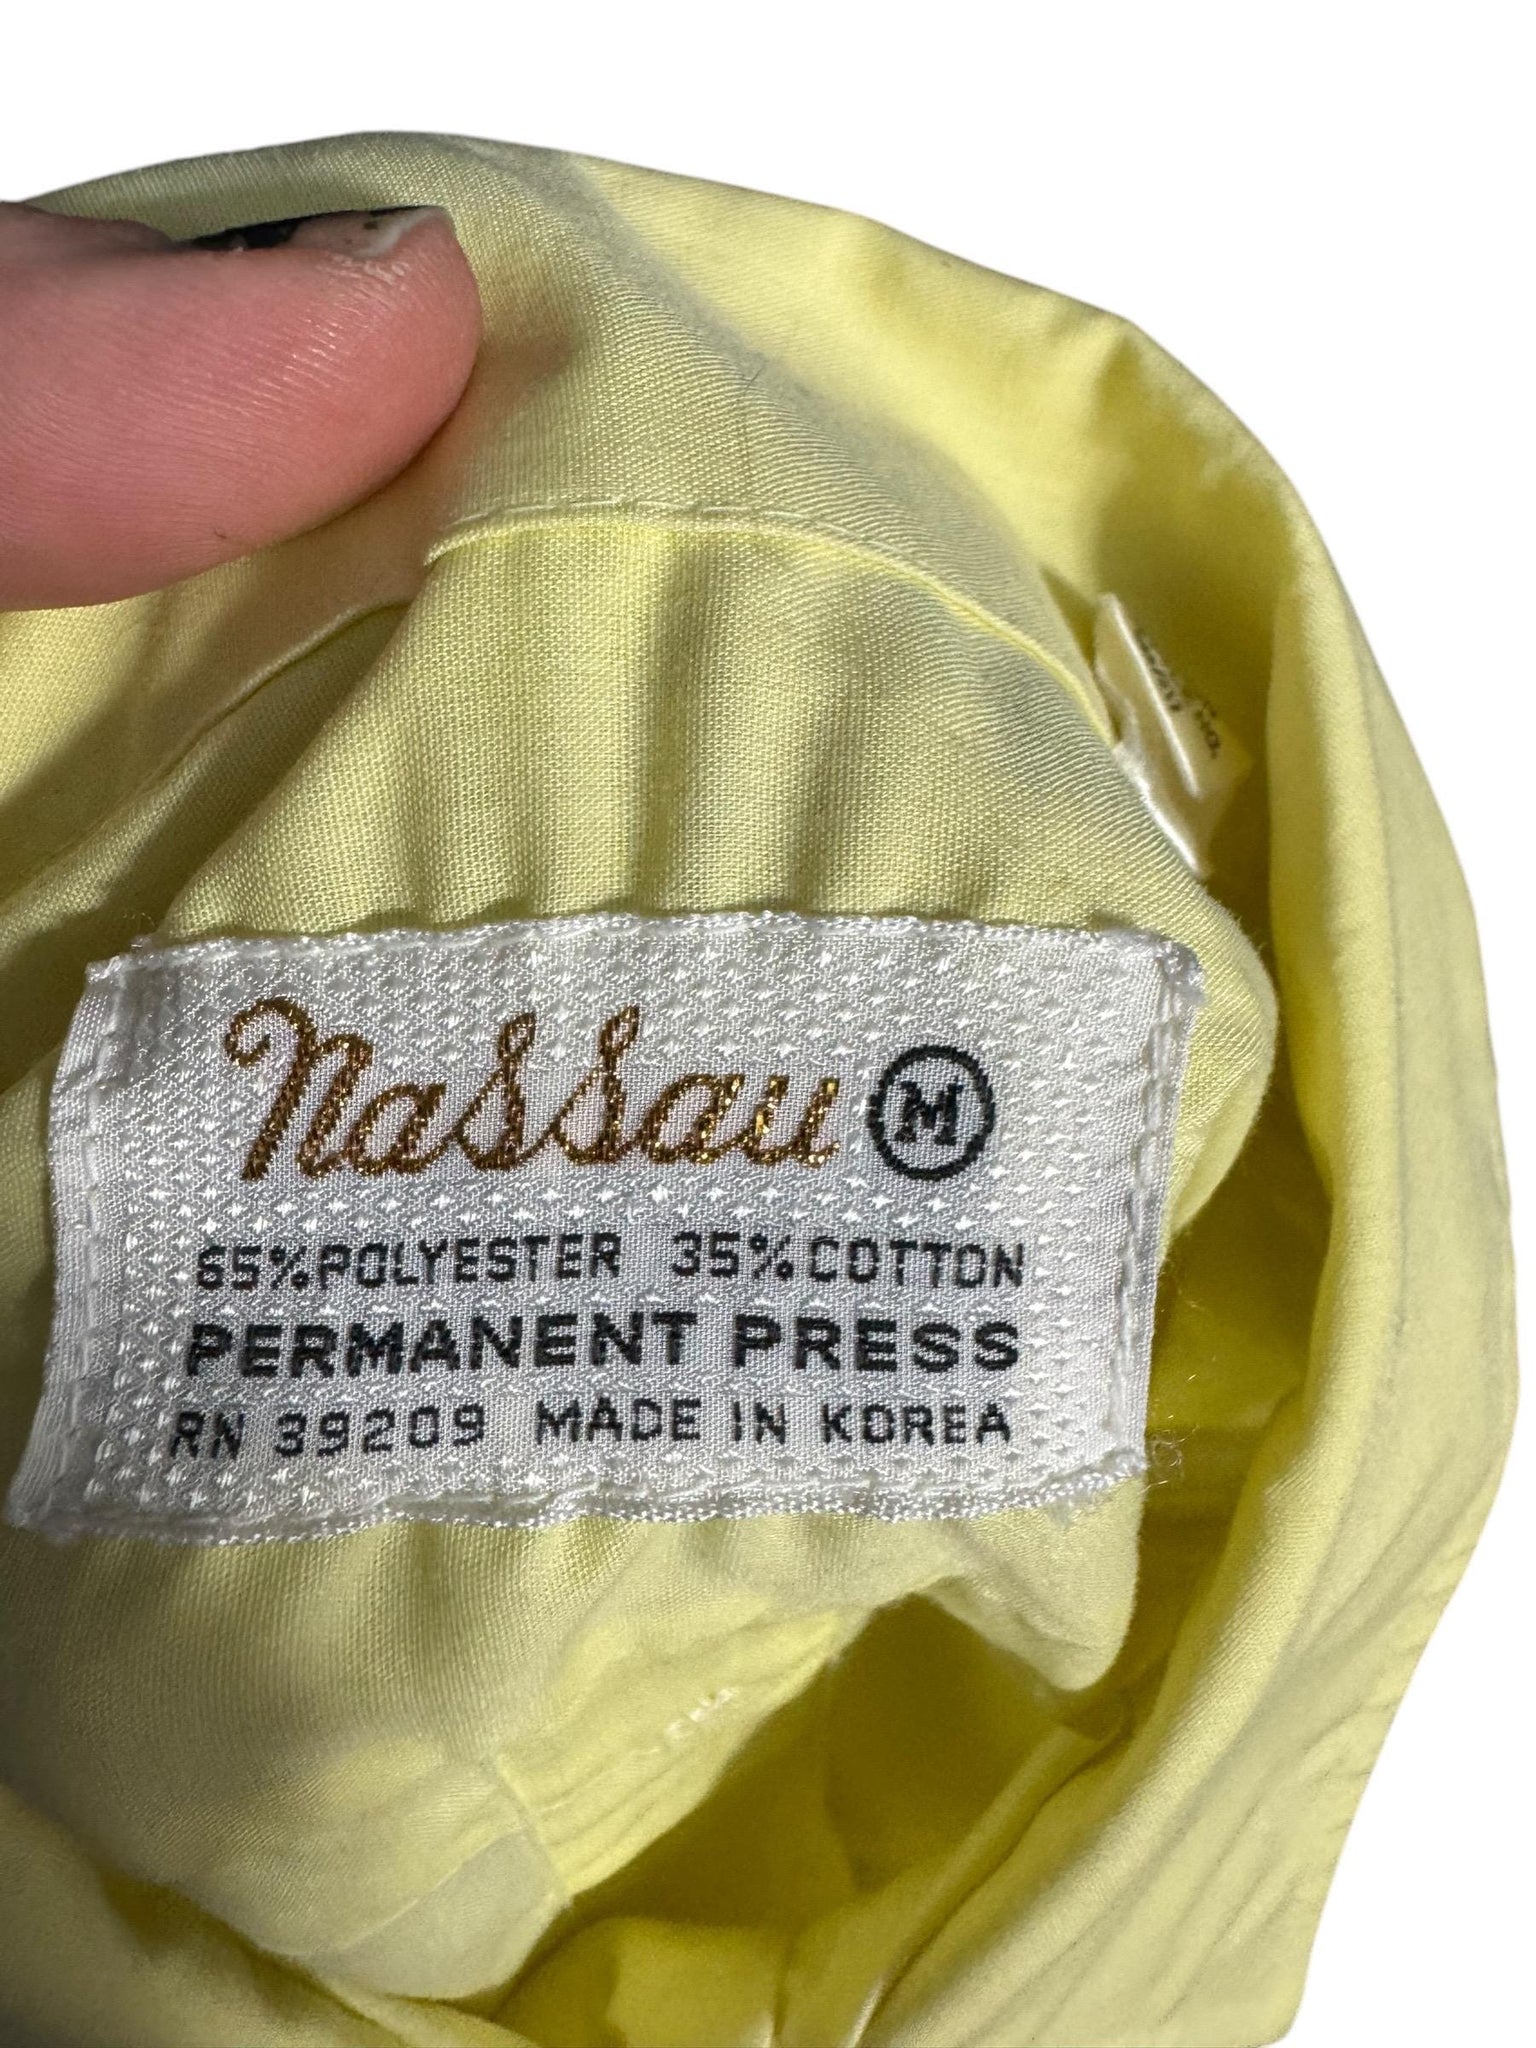 Nassau M
65% POLYESTER 35% COTTON
PERMANENT PRESS
RN 39209 MADE IN KOREA